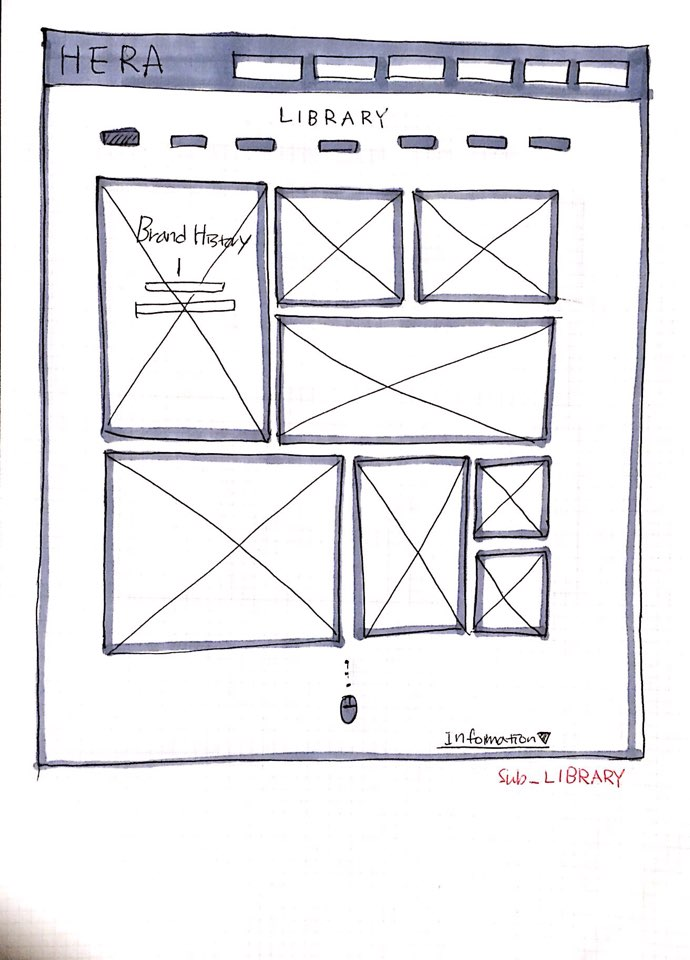 HERA
LIBRARY
Brand History
Information
Sub_LIBRARY